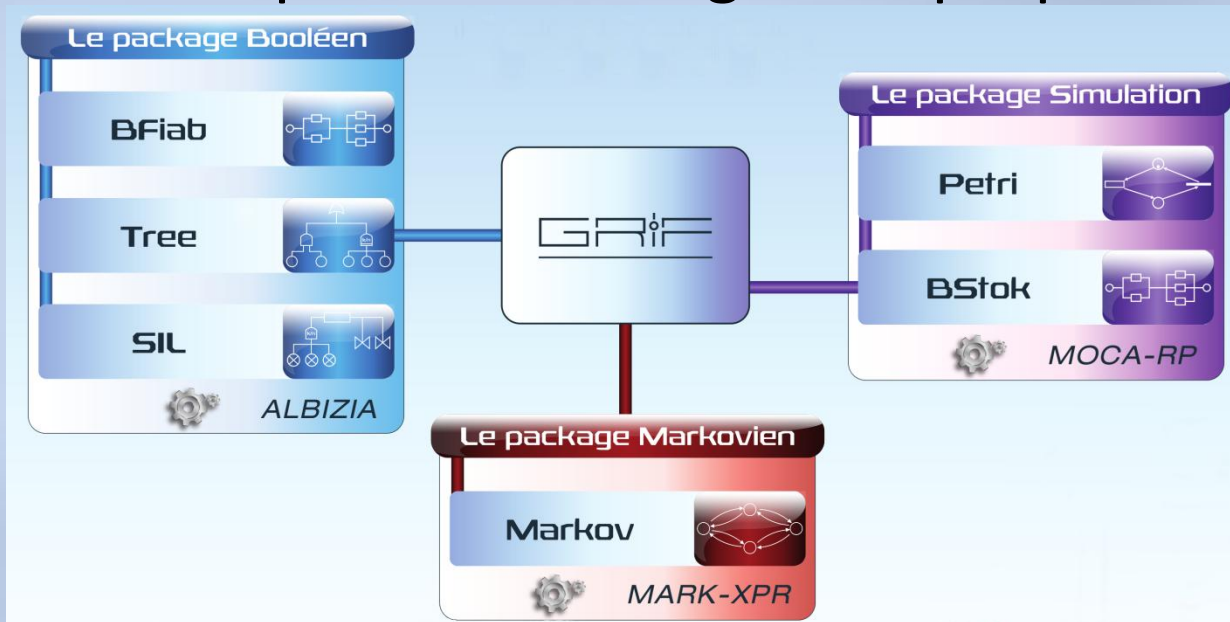 Le package Booléen
BFiab
Tree
SIL
ALBIZIA
GRiF
Le package Simulation
Petri
BStok
MOCA-RP
Le package Markovien
Markov
MARK-XPR